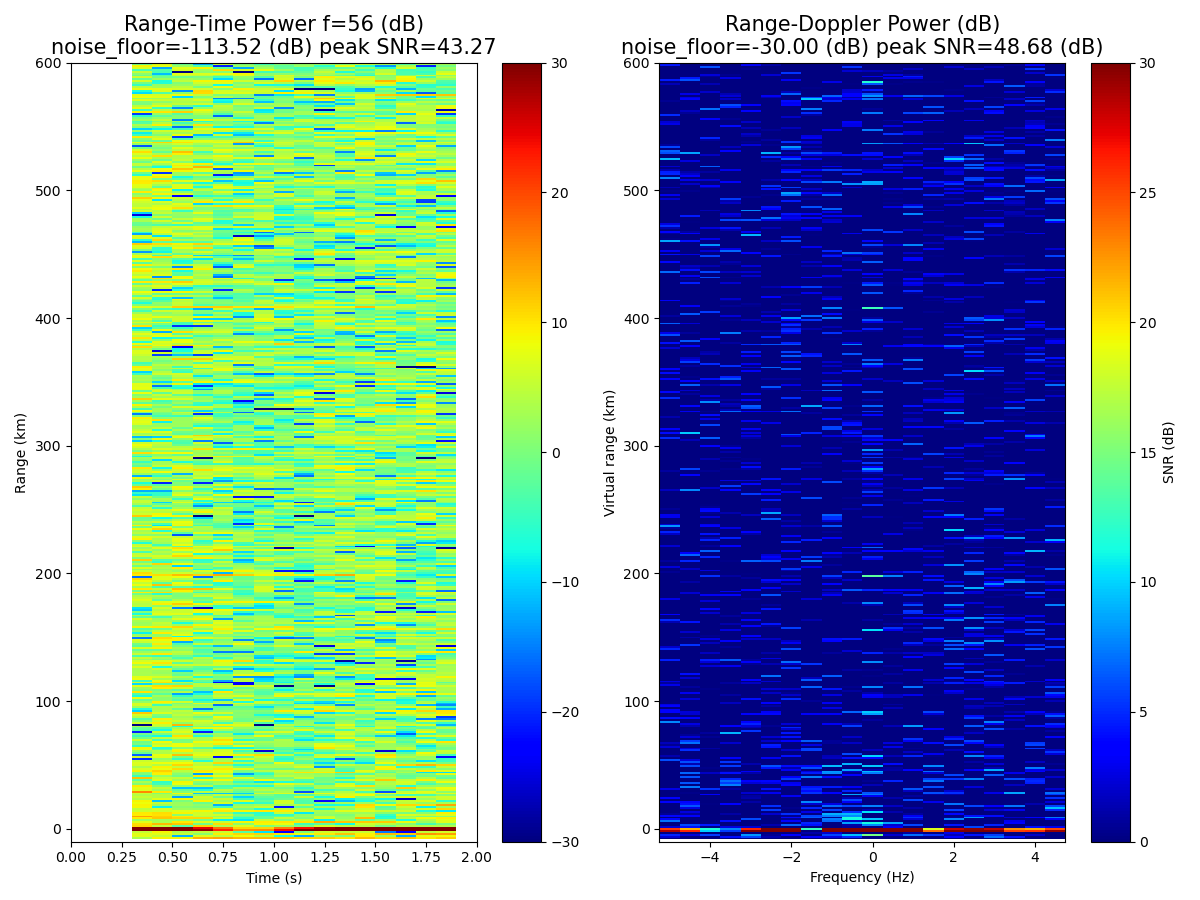 Range-Time Power f=56 (dB)
noise_floor=-113.52 (dB) peak SNR=43.27
Range (km)
600
500
400
300
200
100
0
0.00 0.25 0.50 0.75 1.00 1.25 1.50 1.75 2.00
Time (s)
30
20
10
0
−10
−20
−30
Range-Doppler Power (dB)
noise_floor=-30.00 (dB) peak SNR=48.68 (dB)
Virtual range (km)
600
500
400
300
200
100
0
−4 −2 0 2 4
Frequency (Hz)
30
25
20
15
10
5
0
SNR (dB)